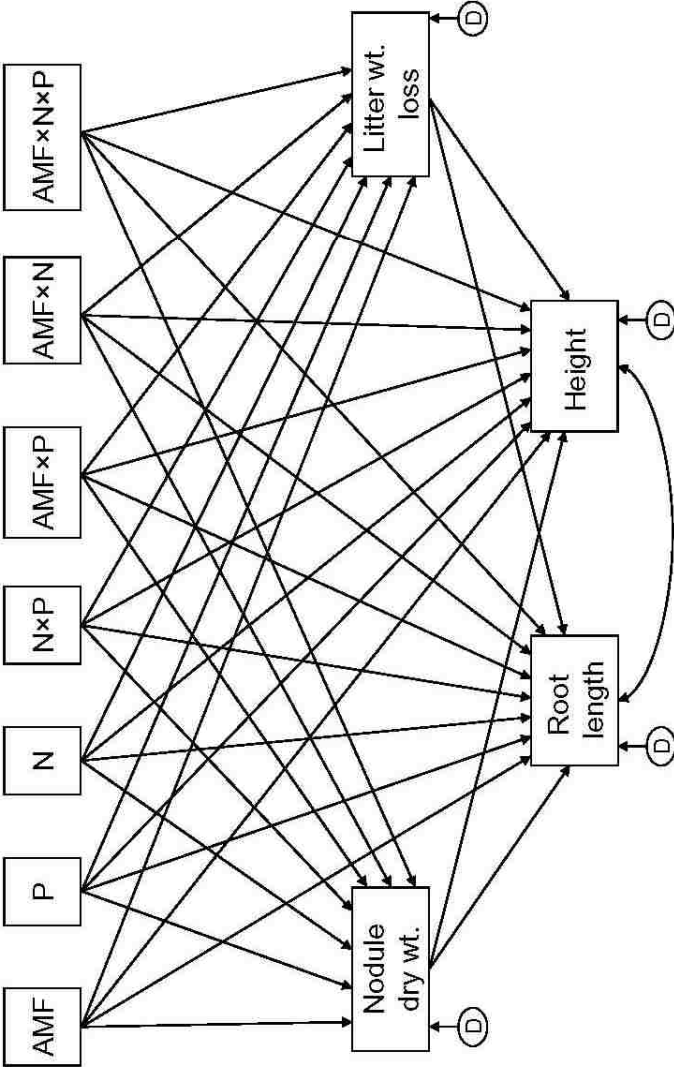 AMF
P
N
N×P
AMF×P
AMF×N
AMF×N×P
Nodule
dry wt.
Litter wt.
loss
Root
length
Height
D
D
D
D